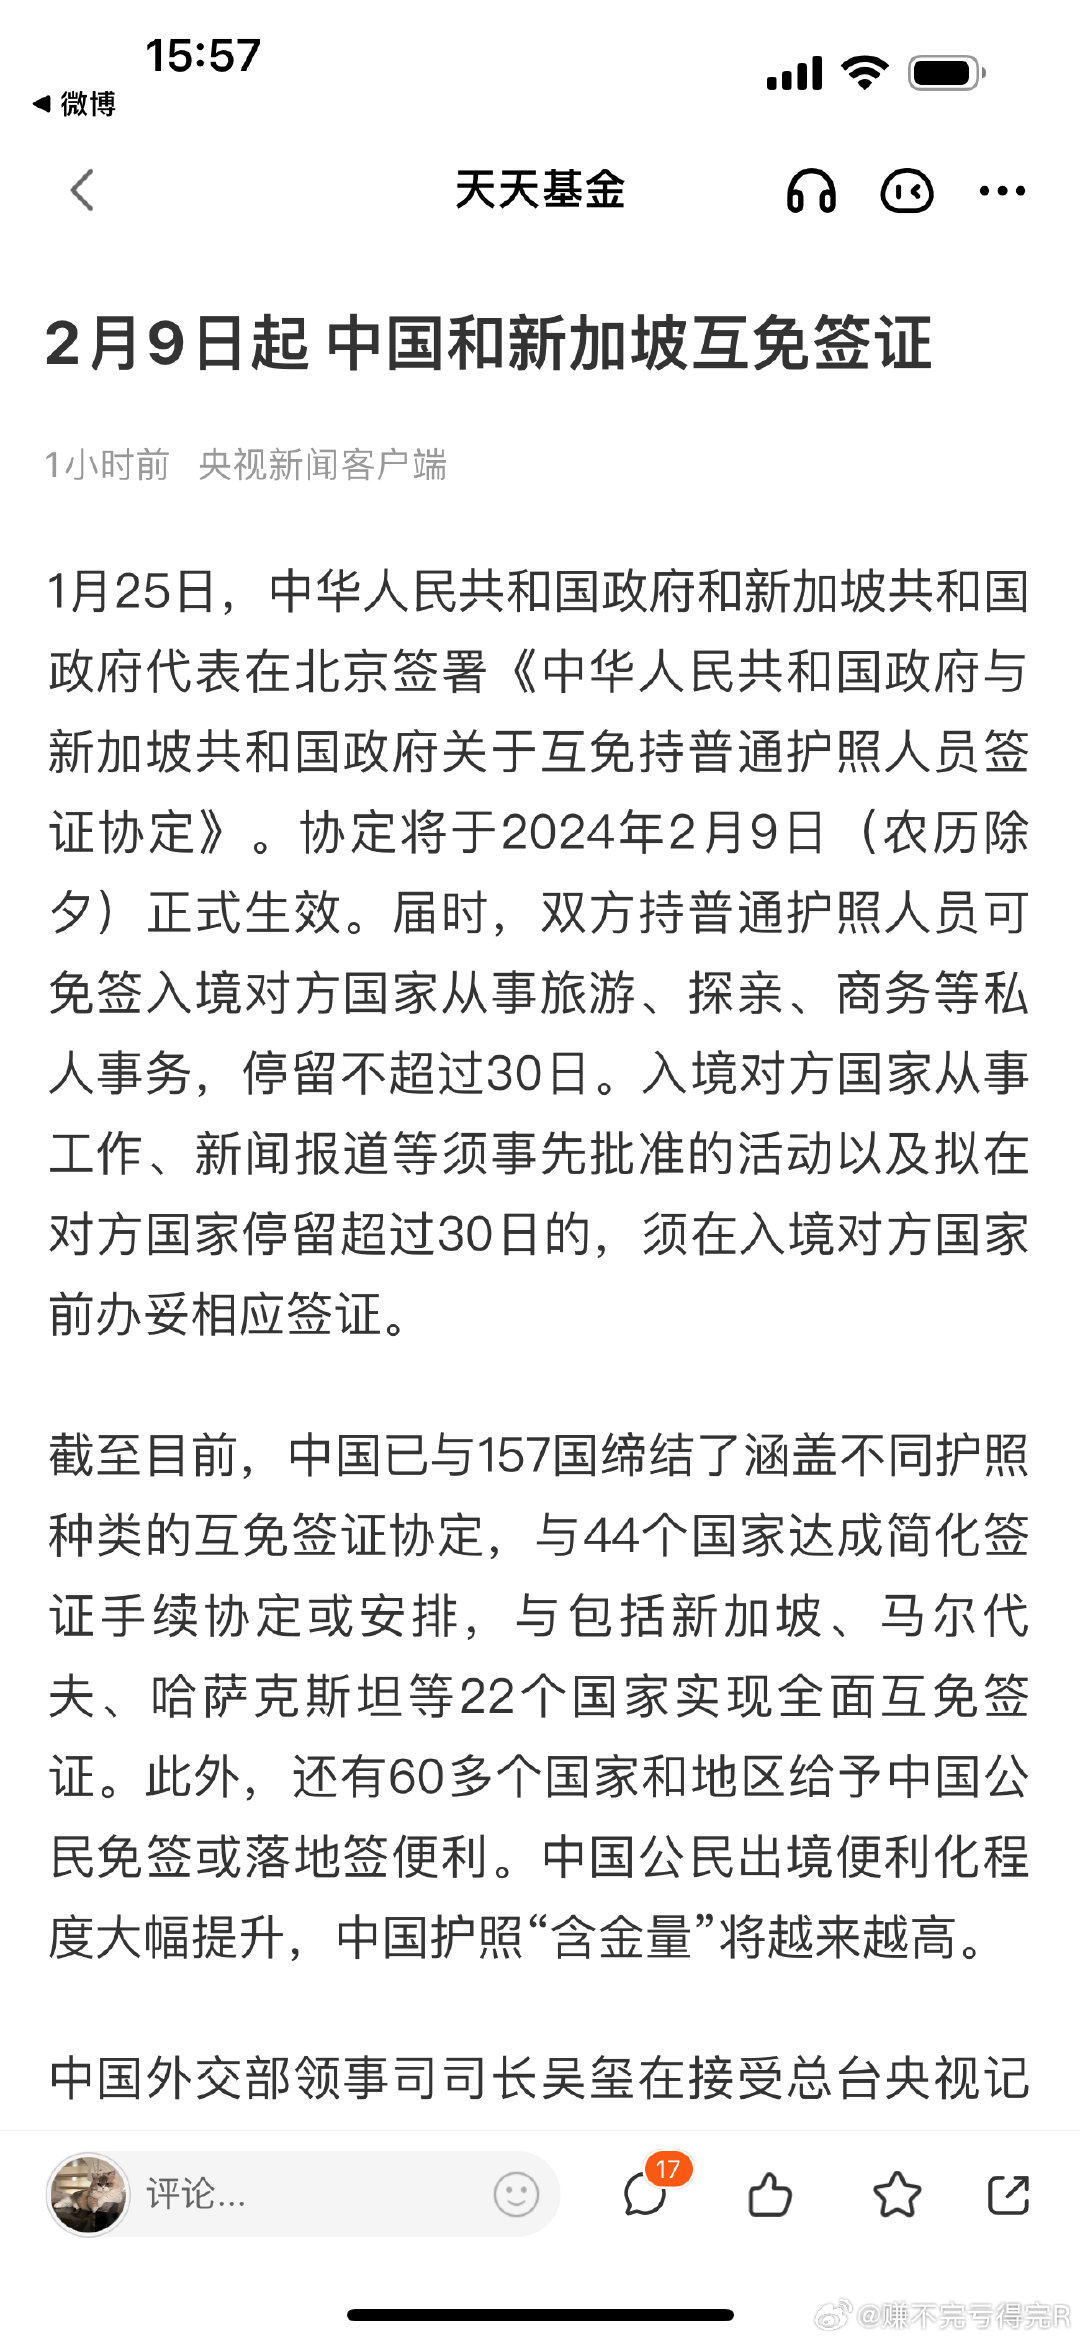 15:57
◀ 微博
天天基金
2月9日起 中国和新加坡互免签证
1小时前 央视新闻客户端
1月25日，中华人民共和国政府和新加坡共和国
政府代表在北京签署《中华人民共和国政府与
新加坡共和国政府关于互免持普通护照人员签
证协定》。协定将于2024年2月9日（农历除
夕）正式生效。届时，双方持普通护照人员可
免签入境对方国家从事旅游、探亲、商务等私
人事务，停留不超过30日。入境对方国家从事
工作、新闻报道等须事先批准的活动以及拟在
对方国家停留超过30日的，须在入境对方国家
前办妥相应签证。
截至目前，中国已与157国缔结了涵盖不同护照
种类的互免签证协定，与44个国家达成简化签
证手续协定或安排，与包括新加坡、马尔代
夫、哈萨克斯坦等22个国家实现全面互免签
证。此外，还有60多个国家和地区给予中国公
民免签或落地签便利。中国公民出境便利化程
度大幅提升，中国护照“含金量”将越来越高。
中国外交部领事司司长吴玺在接受总台央视记
评论...
17
@赚不完亏得完R